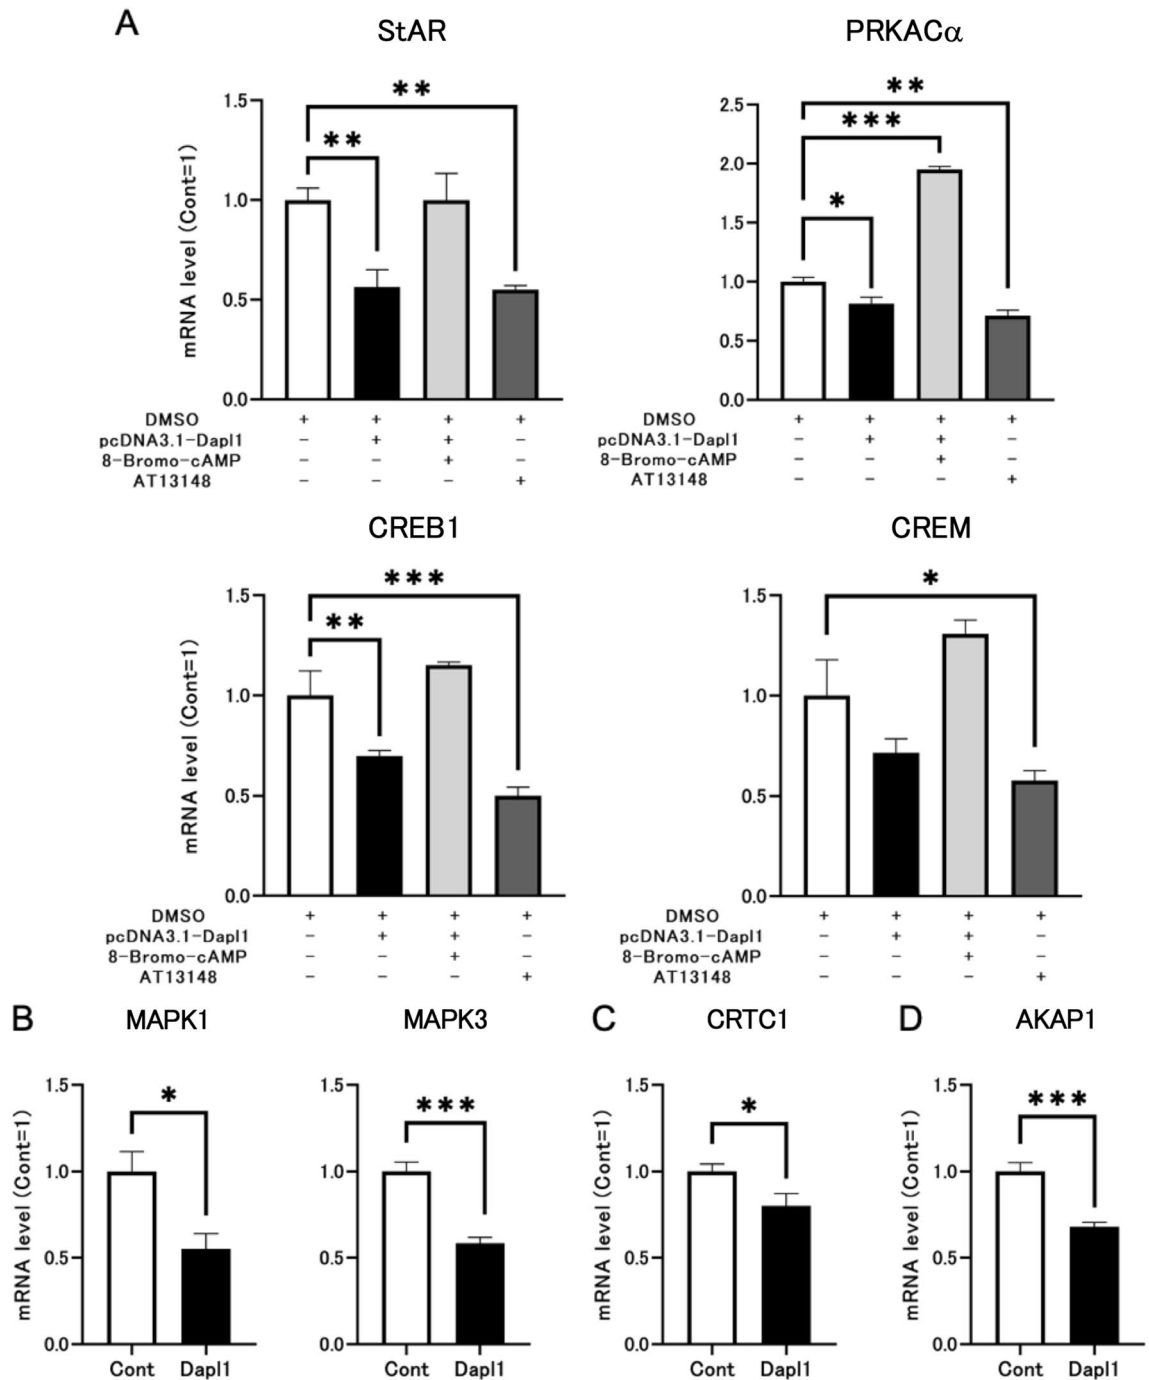 A
StAR
PRKACα
** 
**
mRNA level (Cont=1)
1.5
1.0
0.5
0.0
**
***
*
2.5
2.0
1.5
1.0
0.5
0.0
DMSO + + + +
pcDNA3.1-Dapl1 - + + -
8-Bromo-cAMP - - + -
AT13148 - - - +
DMSO + + + +
pcDNA3.1-Dapl1 - + + -
8-Bromo-cAMP - - + -
AT13148 - - - +
CREB1
CREM
***
**
mRNA level (Cont=1)
1.5
1.0
0.5
0.0
*
1.5
1.0
0.5
0.0
DMSO + + + +
pcDNA3.1-Dapl1 - + + -
8-Bromo-cAMP - - + -
AT13148 - - - +
DMSO + + + +
pcDNA3.1-Dapl1 - + + -
8-Bromo-cAMP - - + -
AT13148 - - - +
B
MAPK1
*
mRNA level (Cont=1)
1.5
1.0
0.5
0.0
Cont Dapl1
MAPK3
***
1.5
1.0
0.5
0.0
Cont Dapl1
C
CRTC1
*
mRNA level (Cont=1)
1.5
1.0
0.5
0.0
Cont Dapl1
D
AKAP1
***
mRNA level (Cont=1)
1.5
1.0
0.5
0.0
Cont Dapl1